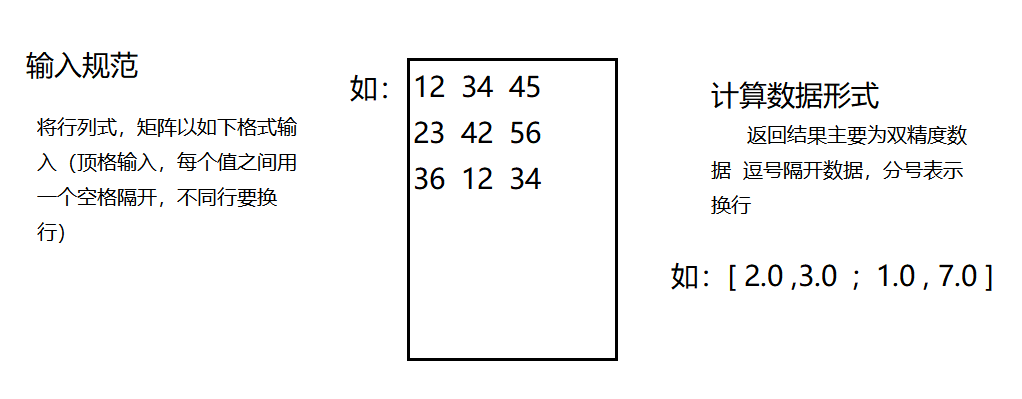 输入规范
将行列式，矩阵以如下格式输
入（顶格输入，每个值之间用
一个空格隔开，不同行要换
行）
如：
12 34 45
23 42 56
36 12 34
计算数据形式
返回结果主要为双精度数
据 逗号隔开数据，分号表示
换行
如：[ 2.0 ,3.0 ； 1.0 , 7.0 ]